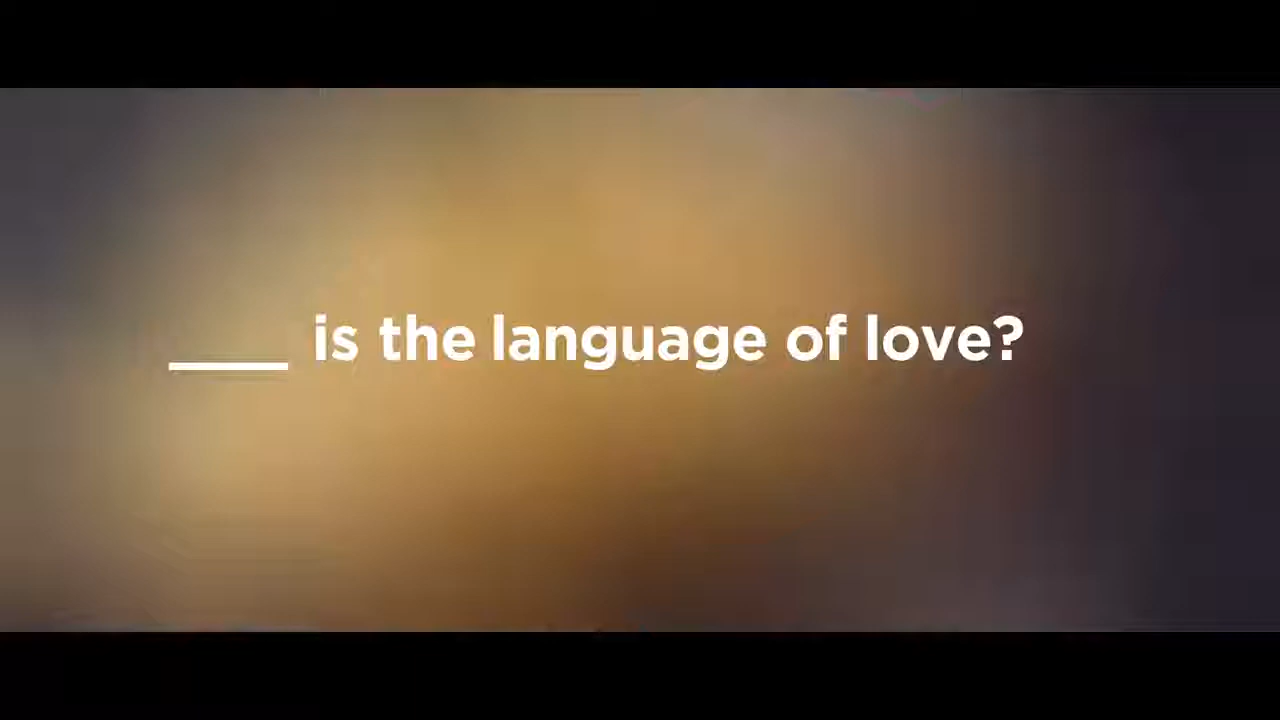 ____ is the language of love?